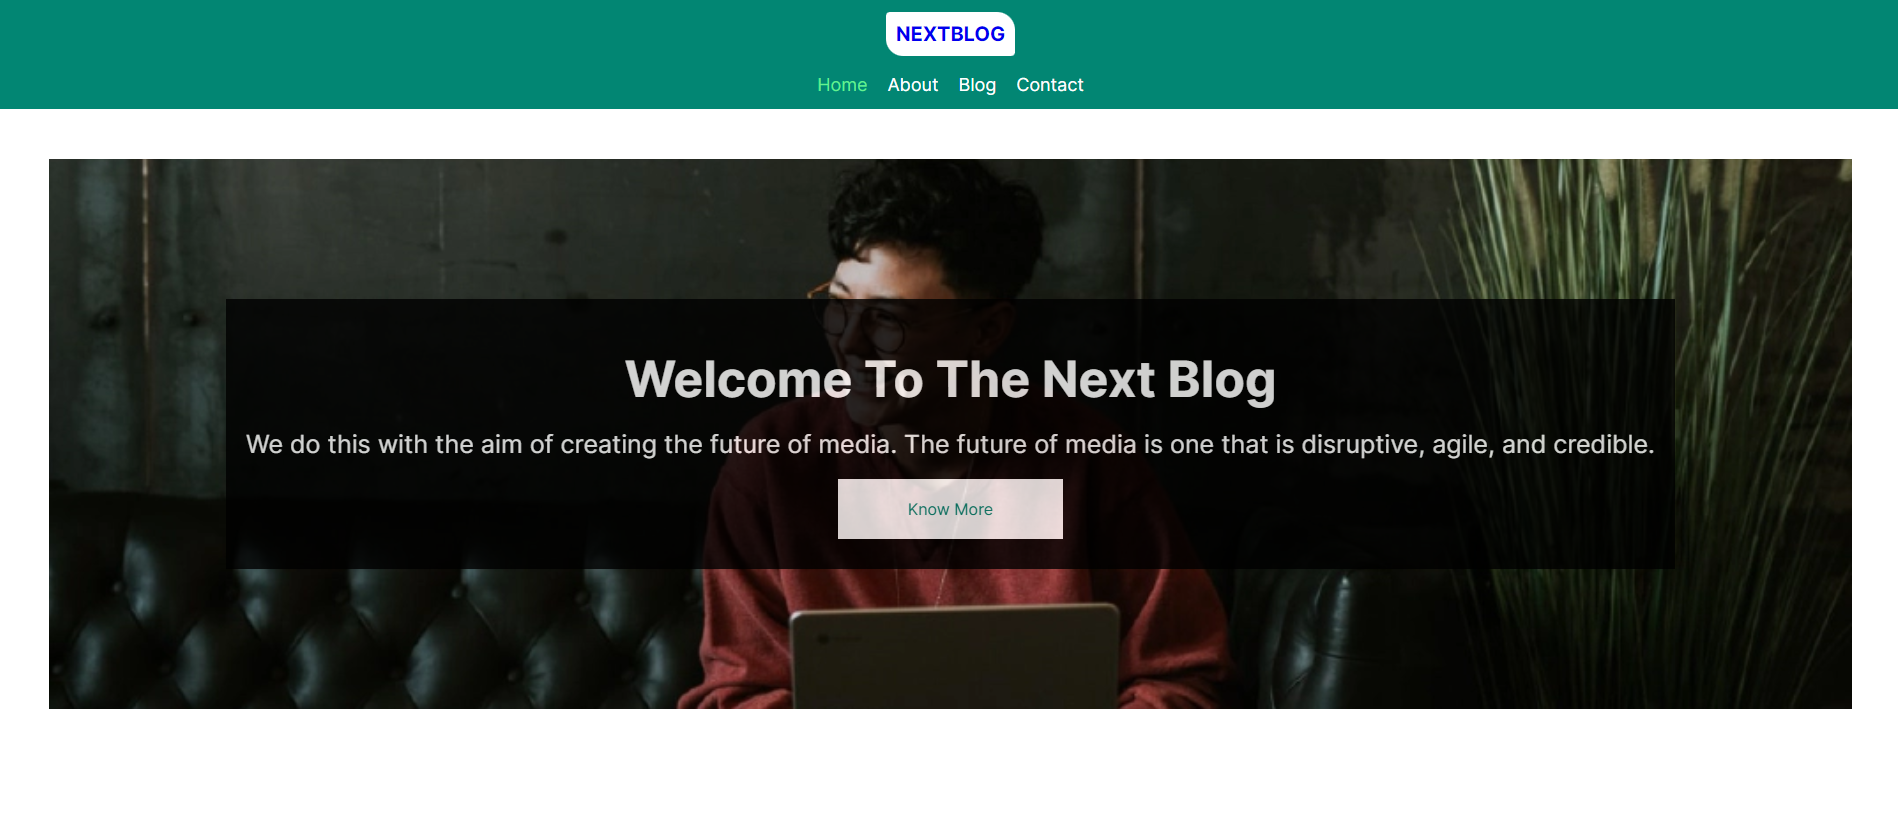 NEXTBLOG
Home About Blog Contact
Welcome To The Next Blog
We do this with the aim of creating the future of media. The future of media is one that is disruptive, agile, and credible.
Know More